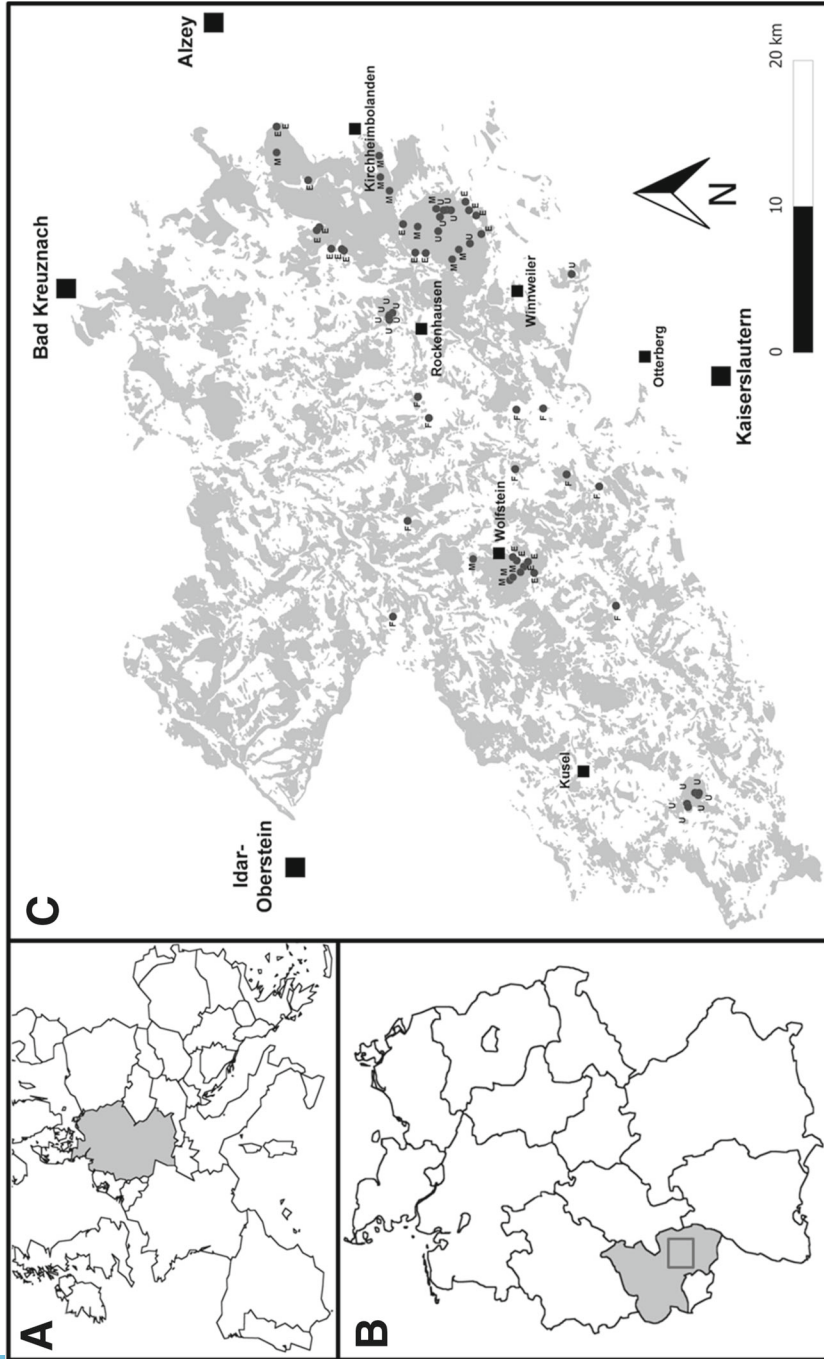 A
B
C
Idar-
Oberstein
Bad Kreuznach
Alzey
Kusel
Wolfstein
Rockenhausen
Kirchheimbolanden
Winnweiler
Otterberg
Kaiserslautern
N
0
10
20 km
M
E
E
E
E
E
E
E
E
M
M
M
U
U
U
U
U
E
M
E
E
M
U
U
U
U
U
M
M
E
E
E
E
U
F
F
F
F
F
F
F
F
F
F
M
M
M
M
E
E
E
E
E
U
U
U
U
U
U